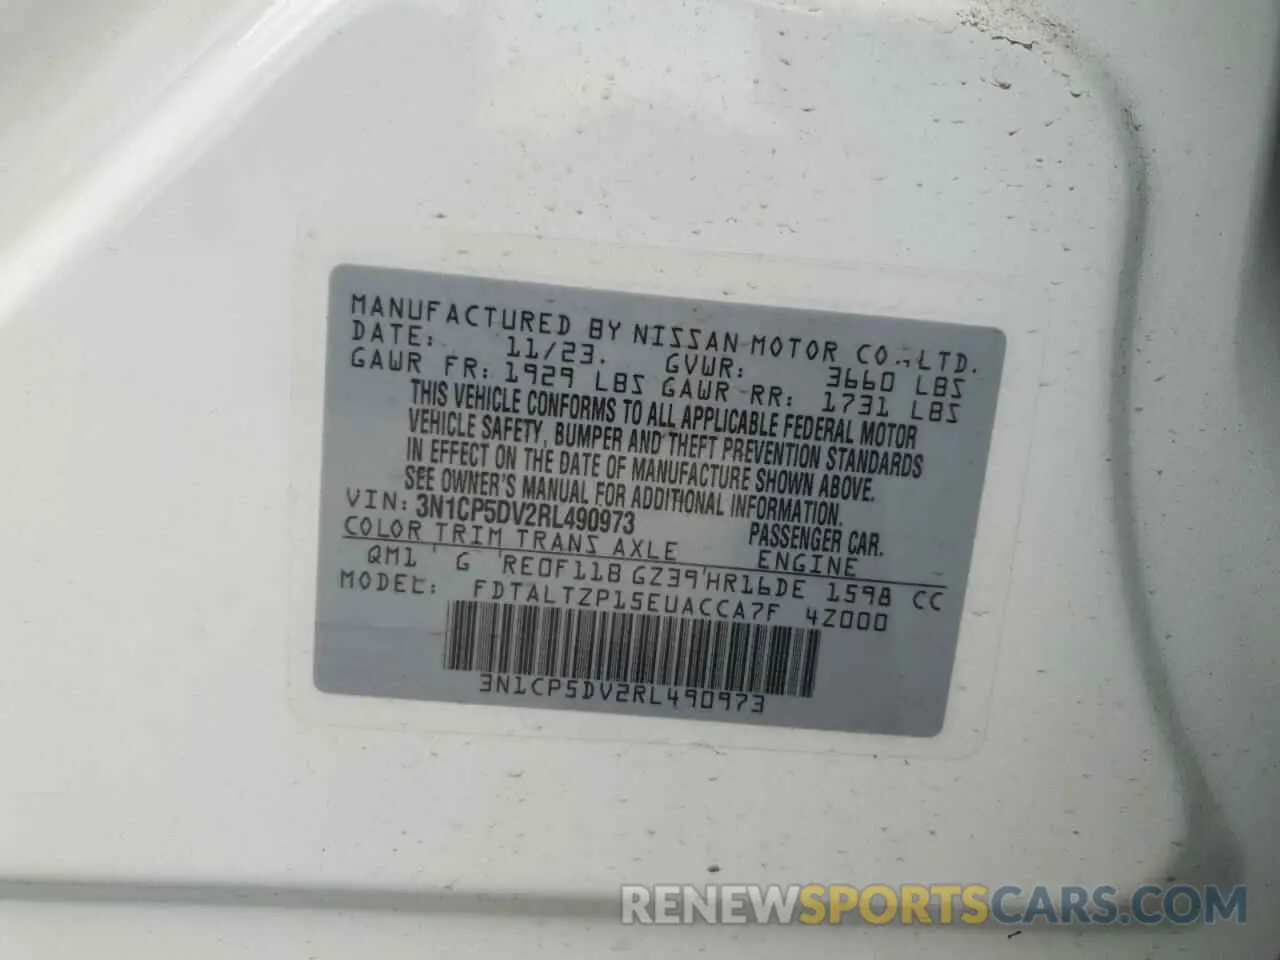 MANUFACTURED BY NISSAN MOTOR CO.,LTD.
DATE: 11/23. GVWR: 3660 LBS
GAWR FR: 1929 LBS GAWR RR: 1731 LBS
THIS VEHICLE CONFORMS TO ALL APPLICABLE FEDERAL MOTOR
VEHICLE SAFETY, BUMPER AND THEFT PREVENTION STANDARDS
IN EFFECT ON THE DATE OF MANUFACTURE SHOWN ABOVE.
SEE OWNER'S MANUAL FOR ADDITIONAL INFORMATION.
VIN: 3N1CP5DV2RL490973 PASSENGER CAR.
COLOR TRIM TRANS AXLE ENGINE
QM1 G RE0F11B GZ39 HR16DE 1598 CC
MODEL: FDTALTZP15EUACCA7F 4Z000
3N1CP5DV2RL490973
RENEWSPORTSCARS.COM